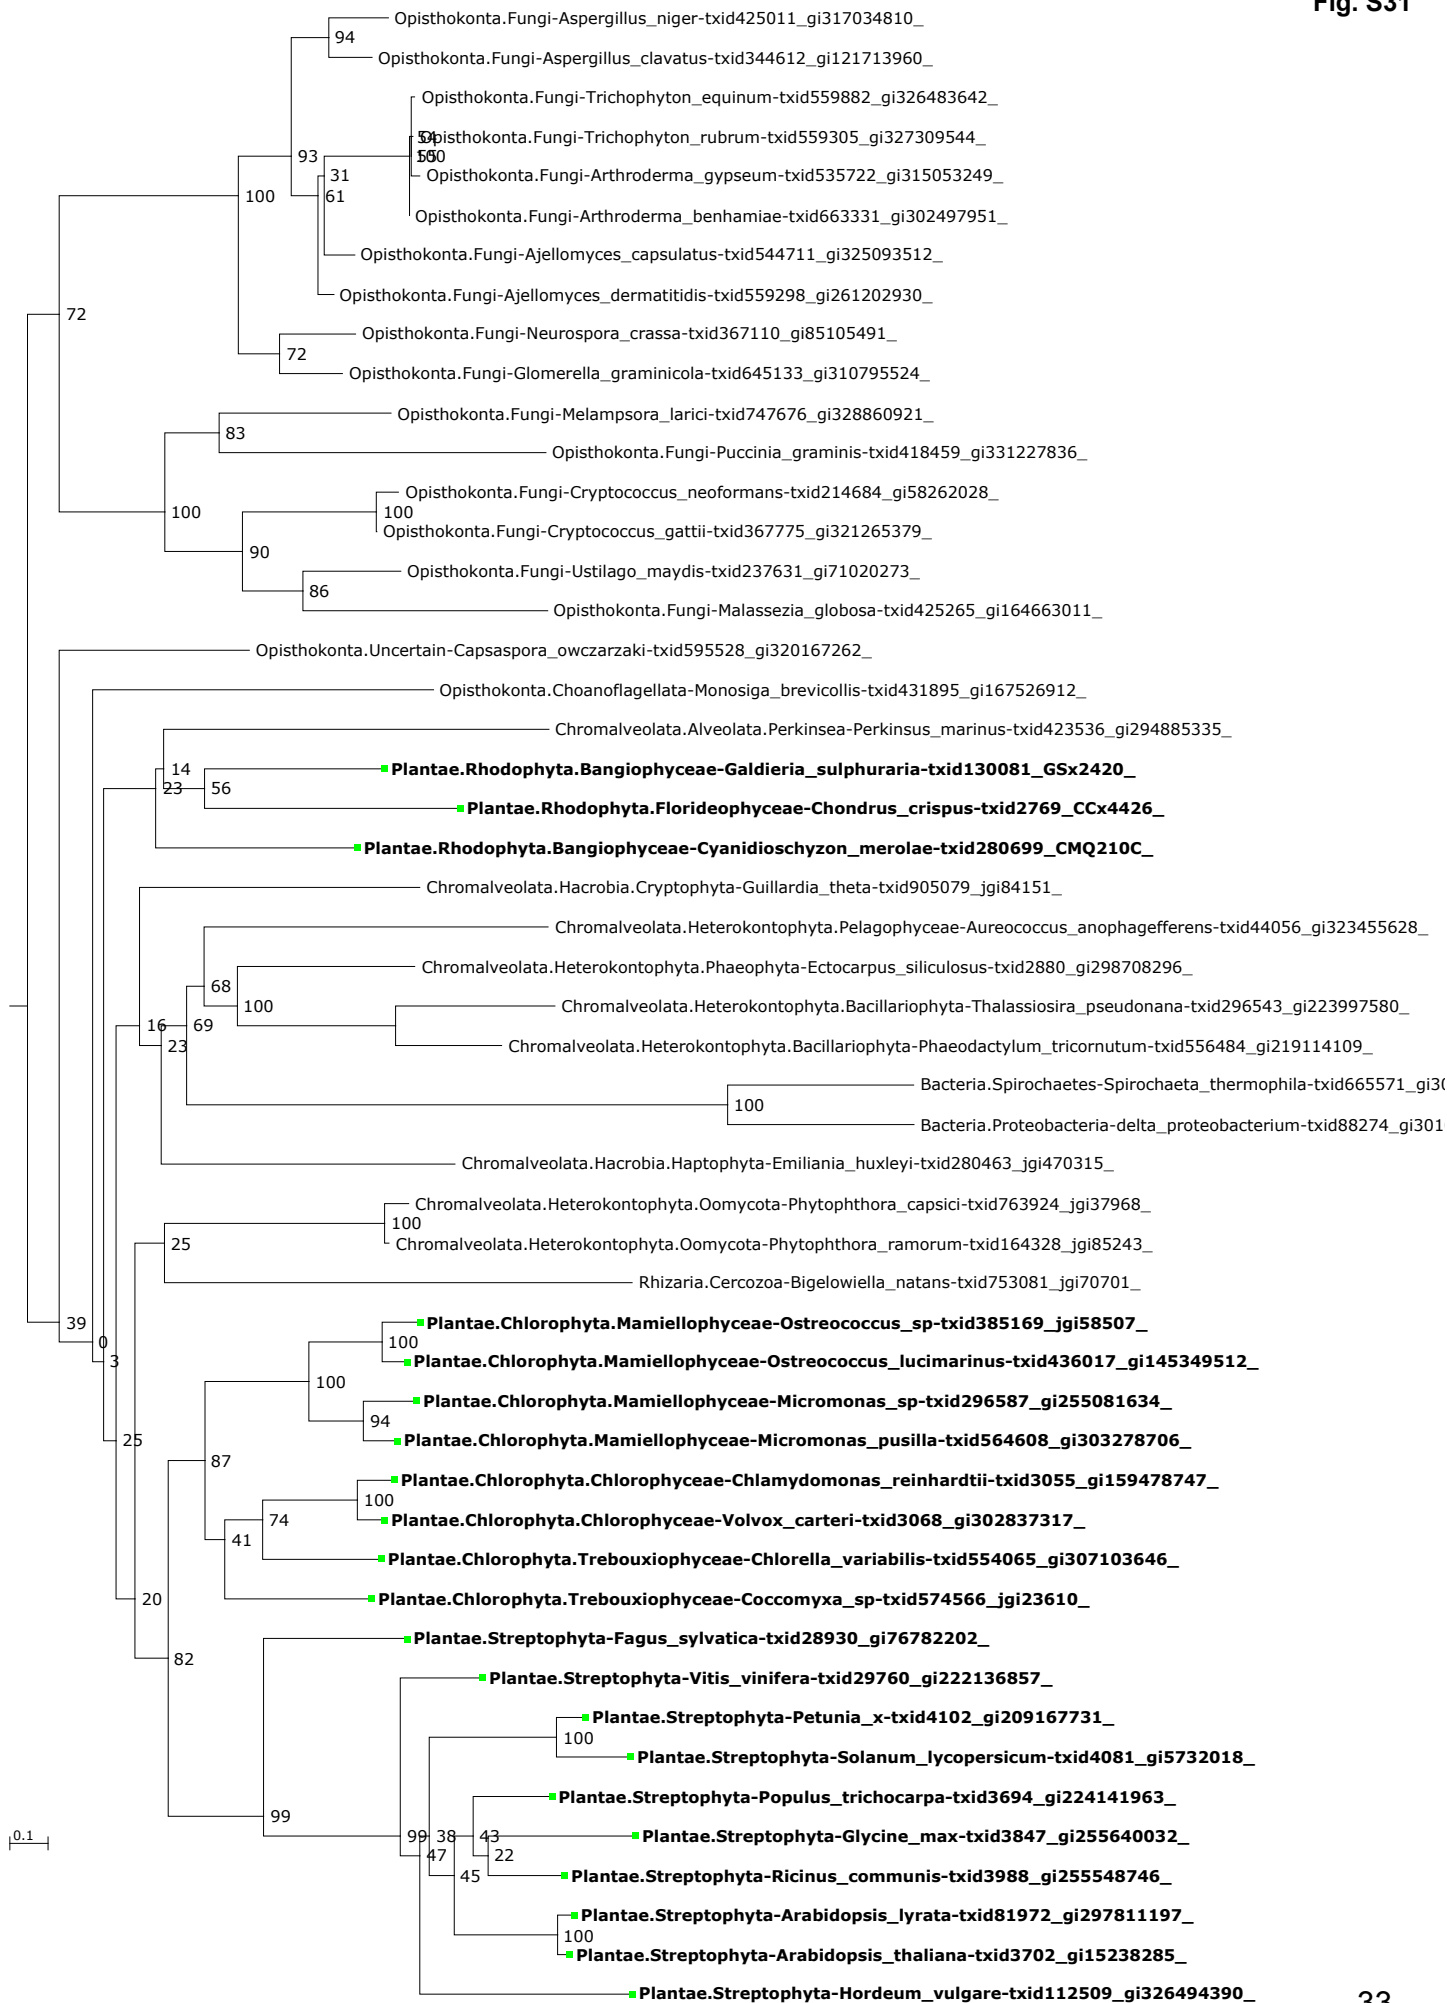 Fig. S31
Opisthokonta.Fungi-Aspergillus_niger-txid425011_gi317034810_
94
Opisthokonta.Fungi-Aspergillus_clavatus-txid344612_gi121713960_
Opisthokonta.Fungi-Trichophyton_equinum-txid559882_gi326483642_
54
Opisthokonta.Fungi-Trichophyton_rubrum-txid559305_gi327309544_
93
100
31
Opisthokonta.Fungi-Arthroderma_gypseum-txid535722_gi315053249_
100
61
Opisthokonta.Fungi-Arthroderma_benhamiae-txid663331_gi302497951_
Opisthokonta.Fungi-Ajellomyces_capsulatus-txid544711_gi325093512_
Opisthokonta.Fungi-Ajellomyces_dermatitidis-txid559298_gi261202930_
72
Opisthokonta.Fungi-Neurospora_crassa-txid367110_gi85105491_
72
Opisthokonta.Fungi-Glomerella_graminicola-txid645133_gi310795524_
Opisthokonta.Fungi-Melampsora_larici-txid747676_gi328860921_
83
Opisthokonta.Fungi-Puccinia_graminis-txid418459_gi331227836_
Opisthokonta.Fungi-Cryptococcus_neoformans-txid214684_gi58262028_
100
100
Opisthokonta.Fungi-Cryptococcus_gattii-txid367775_gi321265379_
90
Opisthokonta.Fungi-Ustilago_maydis-txid237631_gi71020273_
86
Opisthokonta.Fungi-Malassezia_globosa-txid425265_gi164663011_
Opisthokonta.Uncertain-Capsaspora_owczarzaki-txid595528_gi320167262_
Opisthokonta.Choanoflagellata-Monosiga_brevicollis-txid431895_gi167526912_
Chromalveolata.Alveolata.Perkinsea-Perkinsus_marinus-txid423536_gi294885335_
14
Plantae.Rhodophyta.Bangiophyceae-Galdieria_sulphuraria-txid130081_GSx2420_
23
56
Plantae.Rhodophyta.Florideophyceae-Chondrus_crispus-txid2769_CCx4426_
Plantae.Rhodophyta.Bangiophyceae-Cyanidioschyzon_merolae-txid280699_CMQ210C_
Chromalveolata.Hacrobia.Cryptophyta-Guillardia_theta-txid905079_jgi84151_
Chromalveolata.Heterokontophyta.Pelagophyceae-Aureococcus_anophagefferens-txid44056_gi323455628_
Chromalveolata.Heterokontophyta.Phaeophyta-Ectocarpus_siliculosus-txid2880_gi298708296_
68
100
Chromalveolata.Heterokontophyta.Bacillariophyta-Thalassiosira_pseudonana-txid296543_gi223997580_
16
69
23
Chromalveolata.Heterokontophyta.Bacillariophyta-Phaeodactylum_tricornutum-txid556484_gi219114109_
Bacteria.Spirochaetes-Spirochaeta_thermophila-txid665571_gi30
100
Bacteria.Proteobacteria-delta_proteobacterium-txid88274_gi301
Chromalveolata.Hacrobia.Haptophyta-Emiliania_huxleyi-txid280463_jgi470315_
Chromalveolata.Heterokontophyta.Oomycota-Phytophthora_capsici-txid763924_jgi37968_
100
25
Chromalveolata.Heterokontophyta.Oomycota-Phytophthora_ramorum-txid164328_jgi85243_
Rhizaria.Cercozoa-Bigelowiella_natans-txid753081_jgi70701_
39
Plantae.Chlorophyta.Mamiellophyceae-Ostreococcus_sp-txid385169_jgi58507_
0
100
3
Plantae.Chlorophyta.Mamiellophyceae-Ostreococcus_lucimarinus-txid436017_gi145349512_
100
Plantae.Chlorophyta.Mamiellophyceae-Micromonas_sp-txid296587_gi255081634_
94
25
Plantae.Chlorophyta.Mamiellophyceae-Micromonas_pusilla-txid564608_gi303278706_
87
Plantae.Chlorophyta.Chlorophyceae-Chlamydomonas_reinhardtii-txid3055_gi159478747_
100
74
Plantae.Chlorophyta.Chlorophyceae-Volvox_carteri-txid3068_gi302837317_
41
Plantae.Chlorophyta.Trebouxiophyceae-Chlorella_variabilis-txid554065_gi307103646_
20
Plantae.Chlorophyta.Trebouxiophyceae-Coccomyxa_sp-txid574566_jgi23610_
Plantae.Streptophyta-Fagus_sylvatica-txid28930_gi76782202_
82
Plantae.Streptophyta-Vitis_vinifera-txid29760_gi222136857_
Plantae.Streptophyta-Petunia_x-txid4102_gi209167731_
100
Plantae.Streptophyta-Solanum_lycopersicum-txid4081_gi5732018_
Plantae.Streptophyta-Populus_trichocarpa-txid3694_gi224141963_
99
0.1
99
38
43
Plantae.Streptophyta-Glycine_max-txid3847_gi255640032_
47
22
45
Plantae.Streptophyta-Ricinus_communis-txid3988_gi255548746_
Plantae.Streptophyta-Arabidopsis_lyrata-txid81972_gi297811197_
100
Plantae.Streptophyta-Arabidopsis_thaliana-txid3702_gi15238285_
Plantae.Streptophyta-Hordeum_vulgare-txid112509_gi326494390_
33